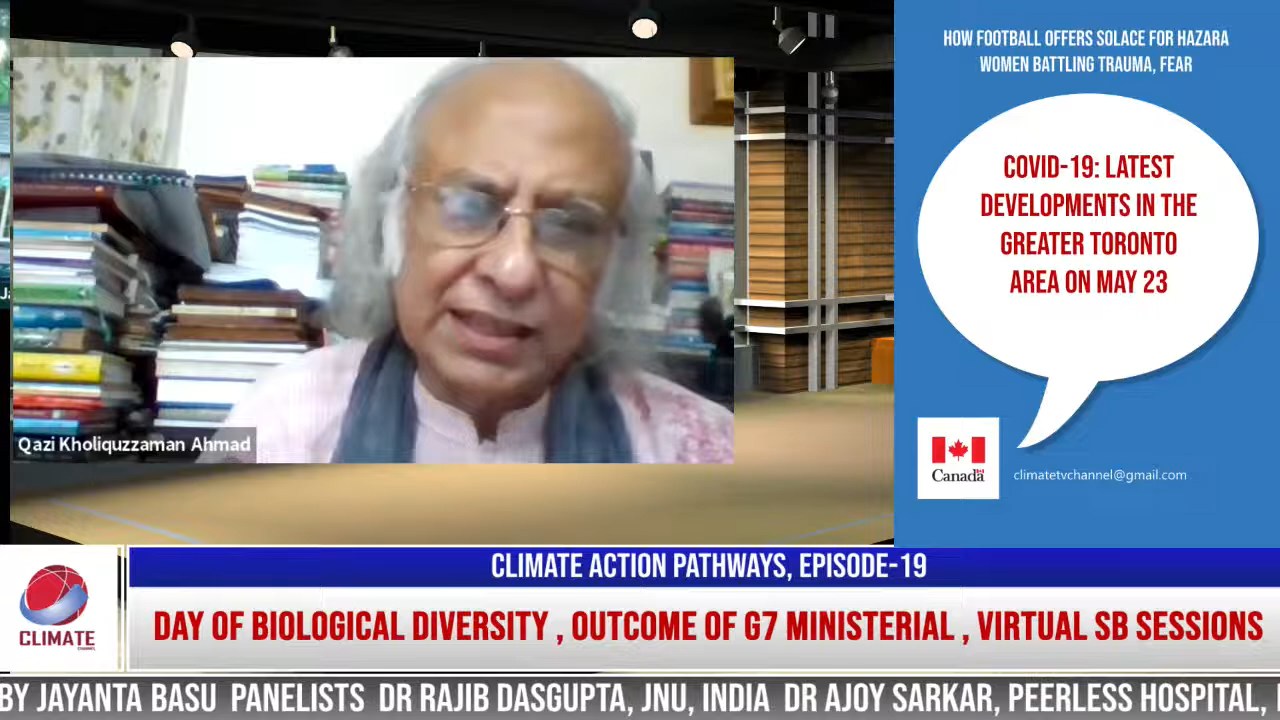 HOW FOOTBALL OFFERS SOLACE FOR HAZARA
WOMEN BATTLING TRAUMA, FEAR
COVID-19: LATEST
DEVELOPMENTS IN THE
GREATER TORONTO
AREA ON MAY 23
Canada
climatetvchannel@gmail.com
Qazi Kholiquzzaman Ahmad
CLIMATE ACTION PATHWAYS, EPISODE-19
CLIMATE
CHANNEL
DAY OF BIOLOGICAL DIVERSITY , OUTCOME OF G7 MINISTERIAL , VIRTUAL SB SESSIONS
BY JAYANTA BASU PANELISTS DR RAJIB DASGUPTA, JNU, INDIA DR AJOY SARKAR, PEERLESS HOSPITAL,